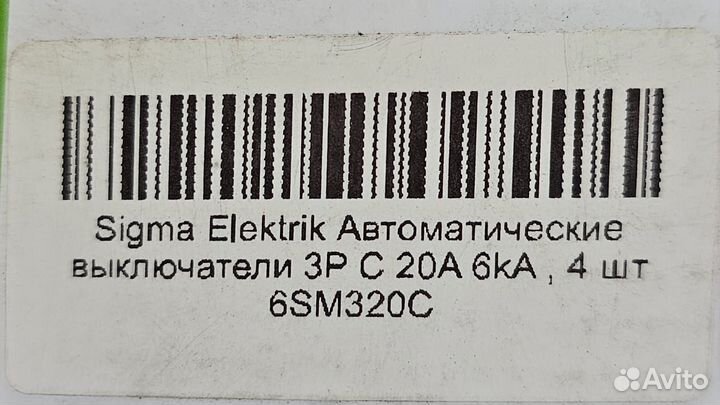 Sigma Elektrik Автоматические
выключатели 3P C 20A 6kA , 4 шт
6SM320C
Avito